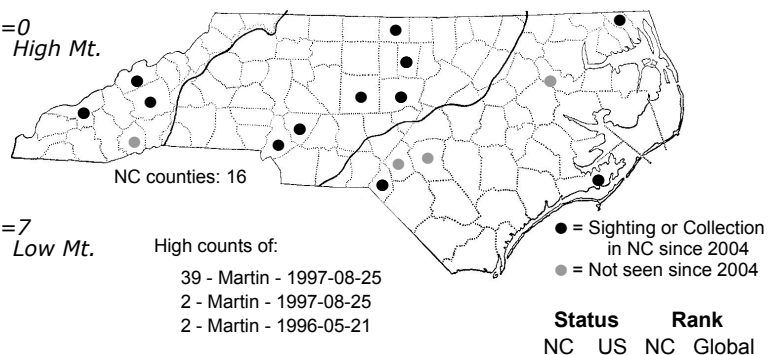 =0
High Mt.
NC counties: 16
=7
Low Mt.
High counts of:
39 - Martin - 1997-08-25
2 - Martin - 1997-08-25
2 - Martin - 1996-05-21
= Sighting or Collection
in NC since 2004
= Not seen since 2004
Status Rank
NC US NC Global